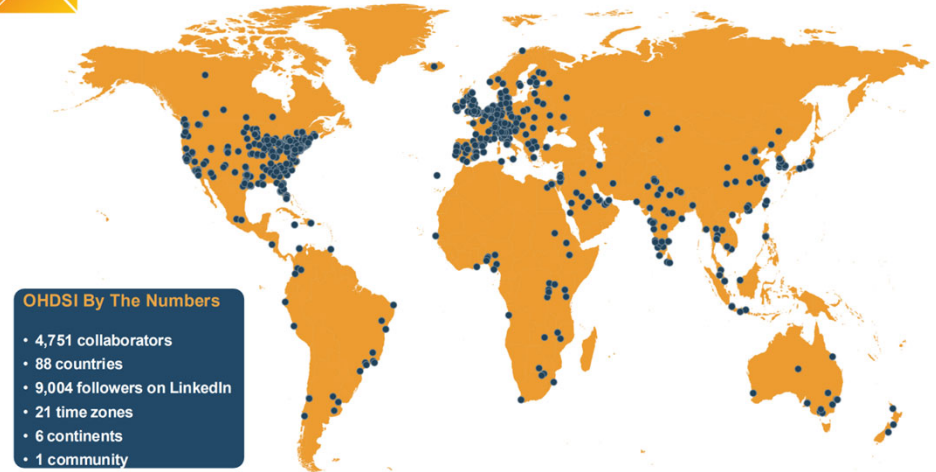 OHDSI By The Numbers
• 4,751 collaborators
• 88 countries
• 9,004 followers on LinkedIn
• 21 time zones
• 6 continents
• 1 community